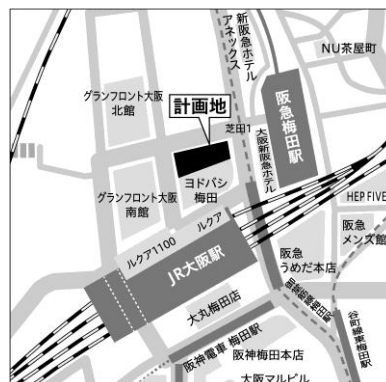 新阪急ホテル
アネックス
NU茶屋町
グランフロント大阪
北館
計画地
芝田1
阪急梅田駅
大阪新阪急ホテル
ヨドバシ
梅田
グランフロント大阪
南館
HEP FIVE
阪急
メンズ館
ルクア
ルクア1100
JR大阪駅
阪急
うめだ本店
大丸梅田店
御堂筋線梅田駅
谷町線東梅田駅
阪神電車 梅田駅
阪神梅田本店
大阪マルビル